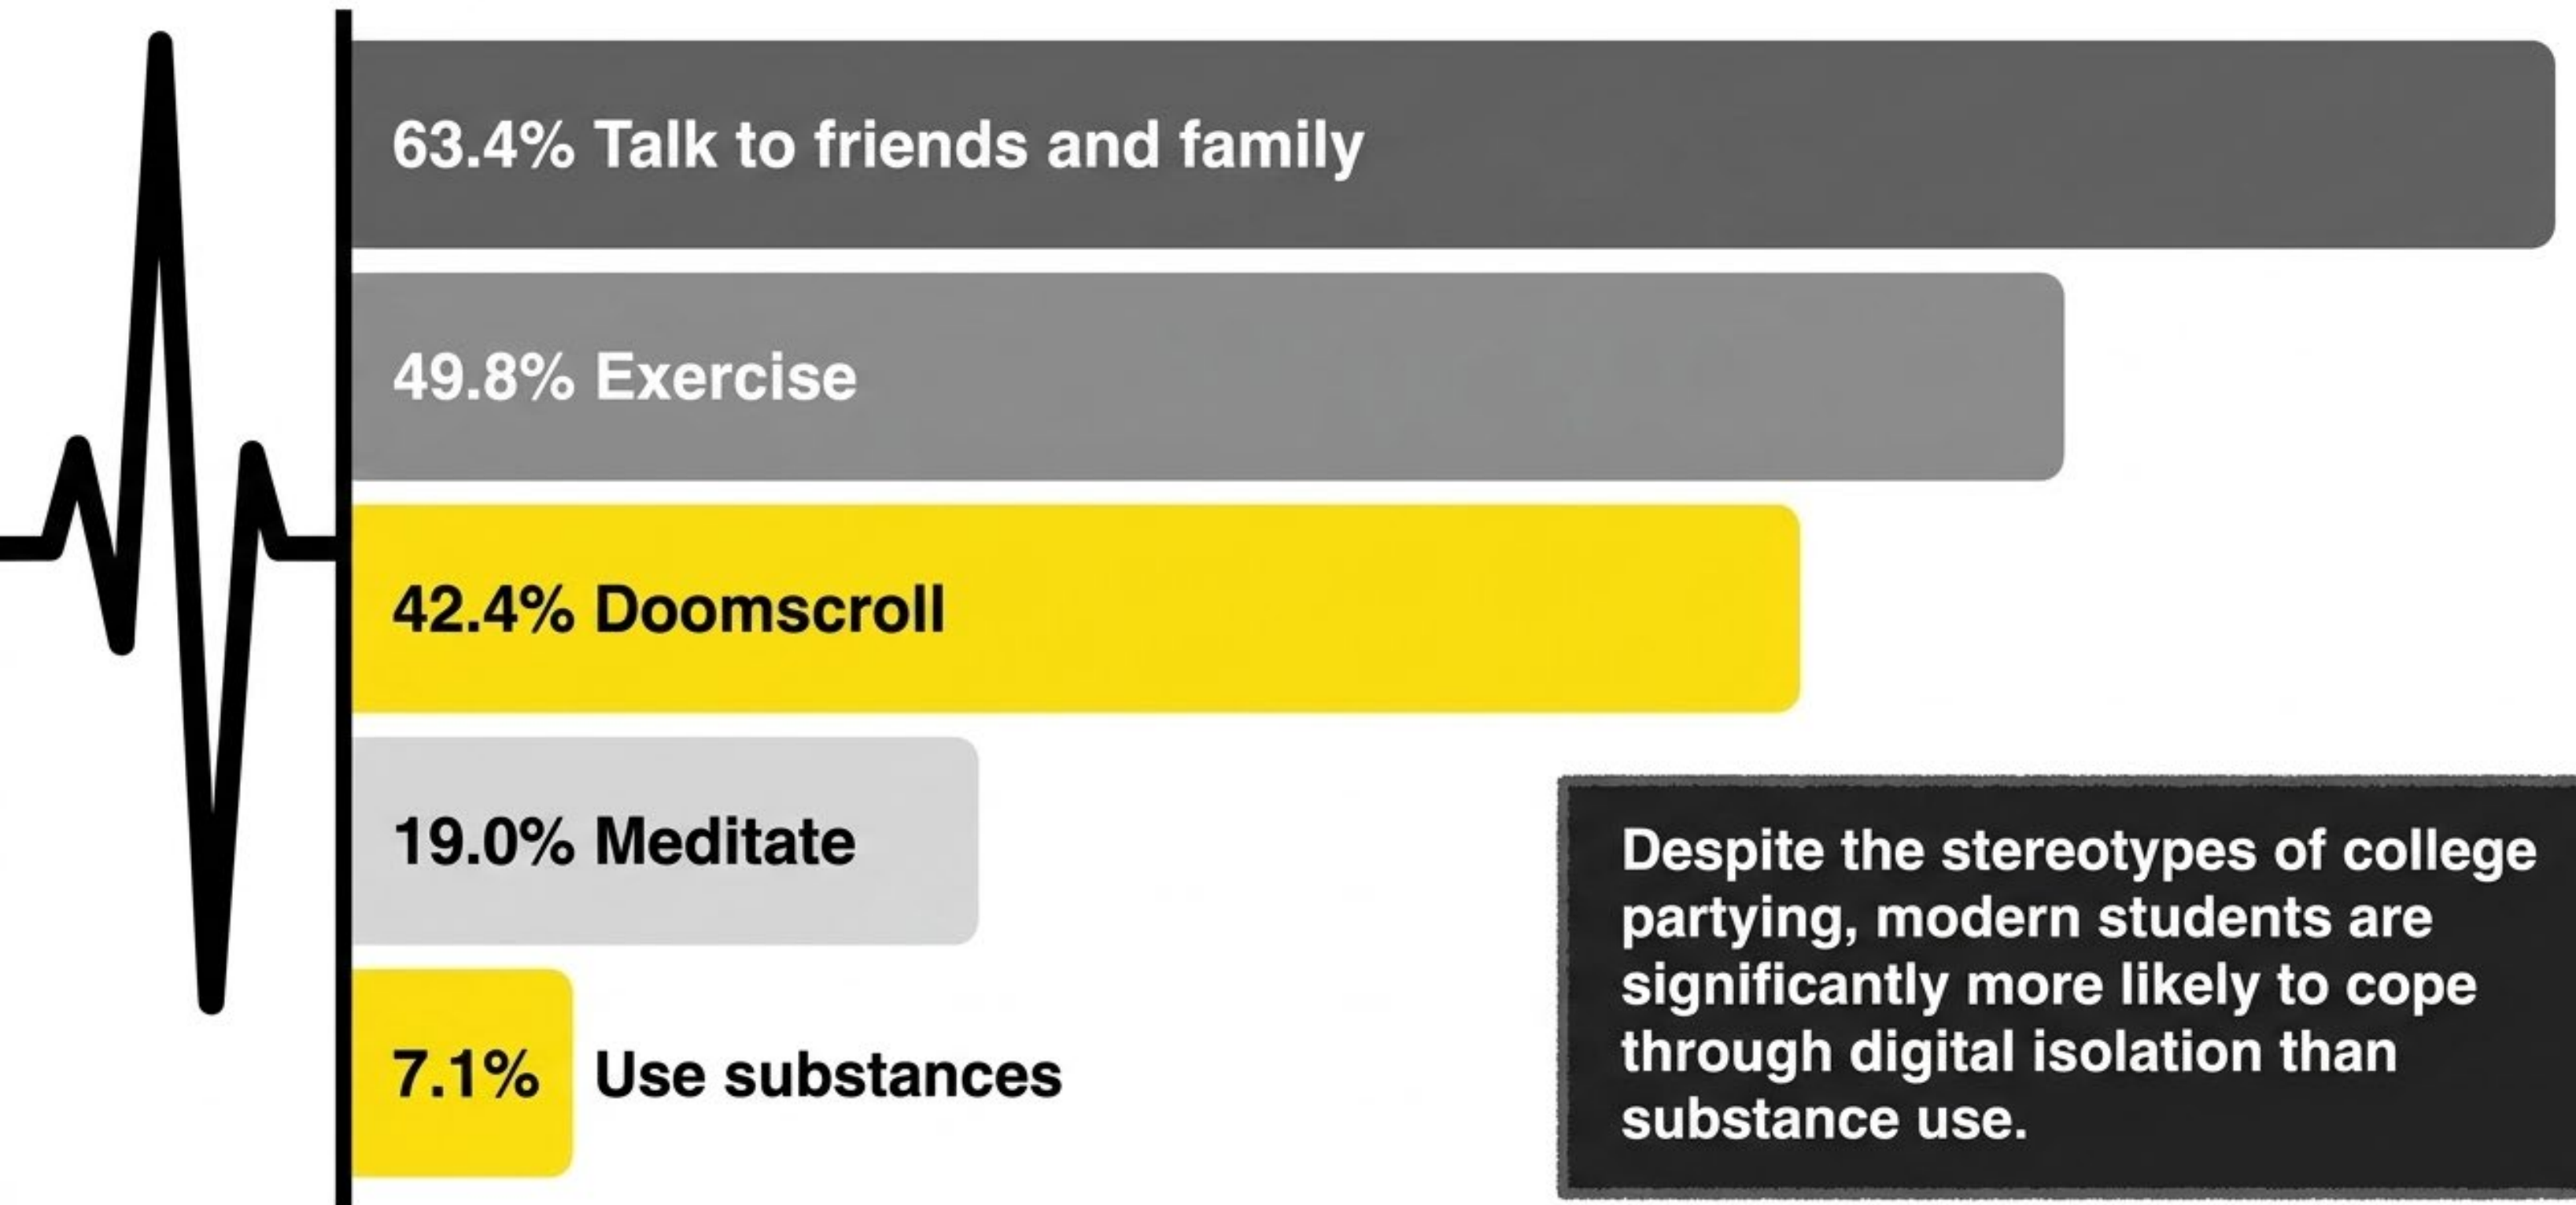 63.4% Talk to friends and family
49.8% Exercise
42.4% Doomscroll
19.0% Meditate
7.1% Use substances
Despite the stereotypes of college
partying, modern students are
significantly more likely to cope
through digital isolation than
substance use.